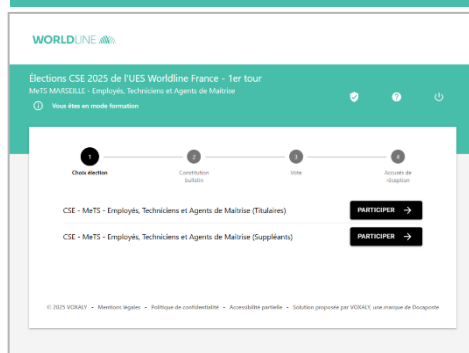 WORLDLINE
Élections CSE 2025 de l'UES Worldline France - 1er tour
MeTS MARSEILLE - Employés, Techniciens et Agents de Maitrise
Vous êtes en mode formation
1
2
3
4
Choix élection
Constitution bulletin
Vote
Accusés de réception
CSE - MeTS - Employés, Techniciens et Agents de Maitrise (Titulaires)
PARTICIPER →
CSE - MeTS - Employés, Techniciens et Agents de Maitrise (Suppléants)
PARTICIPER →
© 2025 VOXALY - Mentions légales - Politique de confidentialité - Accessibilité partielle - Solution proposée par VOXALY, une marque de Docaposte